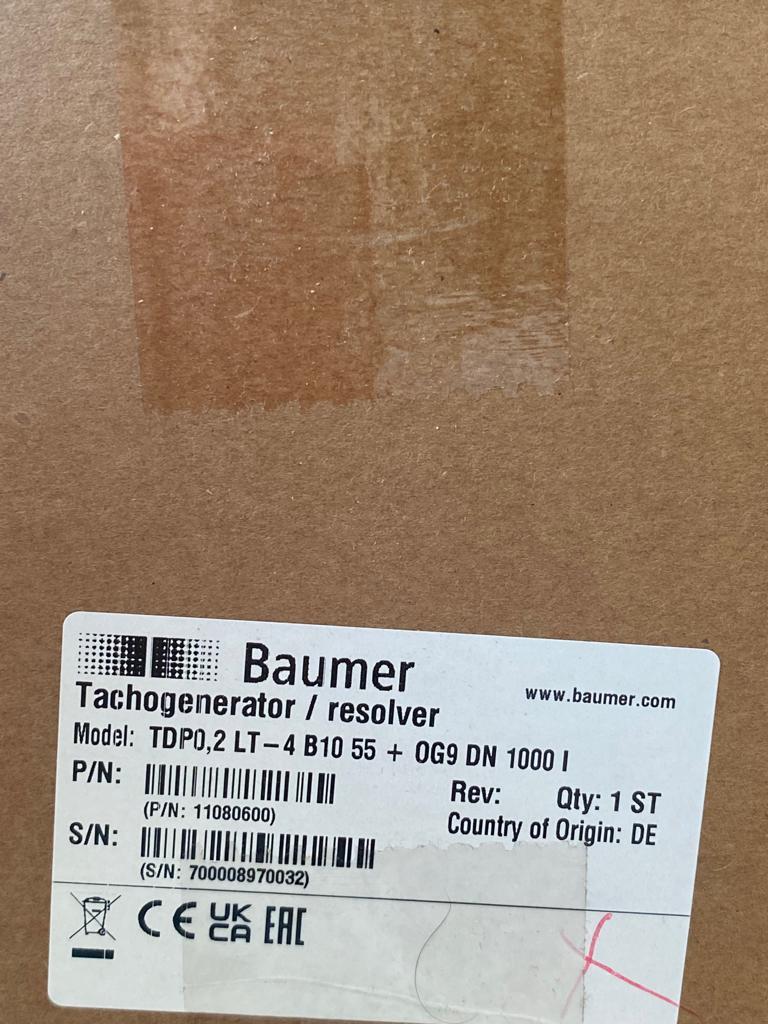 Baumer
www.baumer.com
Tachogenerator / resolver
Model: TDP0,2 LT-4 B10 55 + OG9 DN 1000 I
P/N:
(P/N: 11080600)
Rev: Qty: 1 ST
Country of Origin: DE
S/N:
(S/N: 700008970032)
CE UK CA EAC